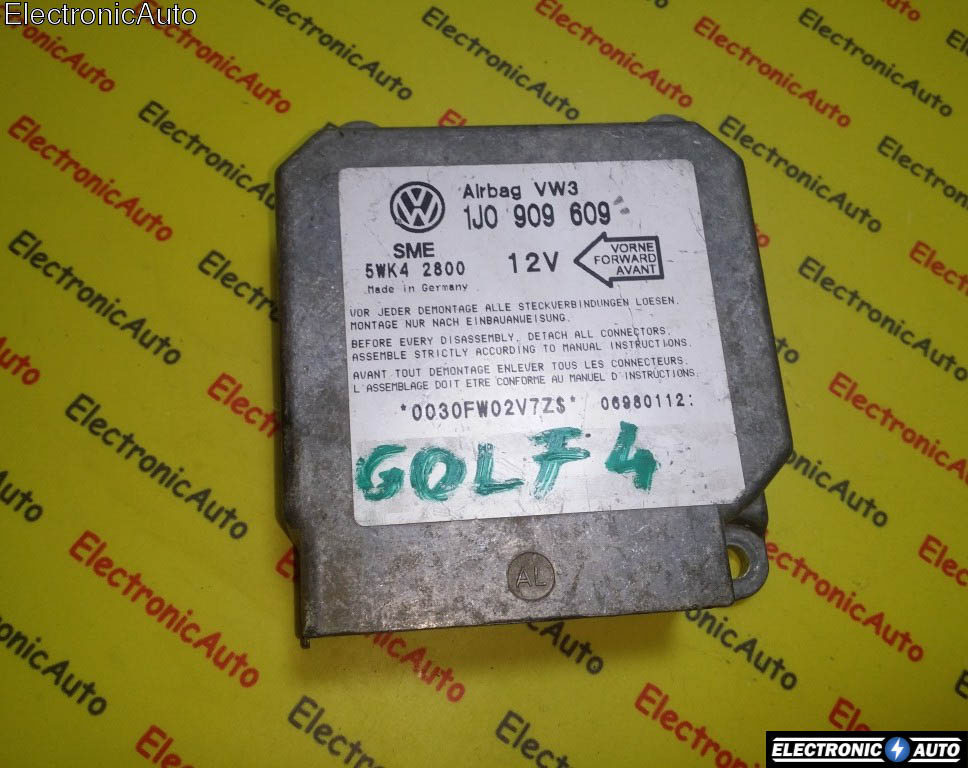 ElectronicAuto
Airbag VW3
1J0 909 609
SME
5WK4 2800
12V
VORNE
FORWARD
AVANT
Made in Germany
VOR JEDER DEMONTAGE ALLE STECKVERBINDUNGEN LOESEN.
MONTAGE NUR NACH EINBAUANWEISUNG.
BEFORE EVERY DISASSEMBLY, DETACH ALL CONNECTORS.
ASSEMBLE STRICTLY ACCORDING TO MANUAL INSTRUCTIONS.
AVANT TOUT DEMONTAGE ENLEVER TOUS LES CONNECTEURS.
L'ASSEMBLAGE DOIT ETRE CONFORME AU MANUEL D'INSTRUCTIONS.
*0030FW02V7Z$* 06980112:
GOLF 4
AL
ELECTRONIC AUTO